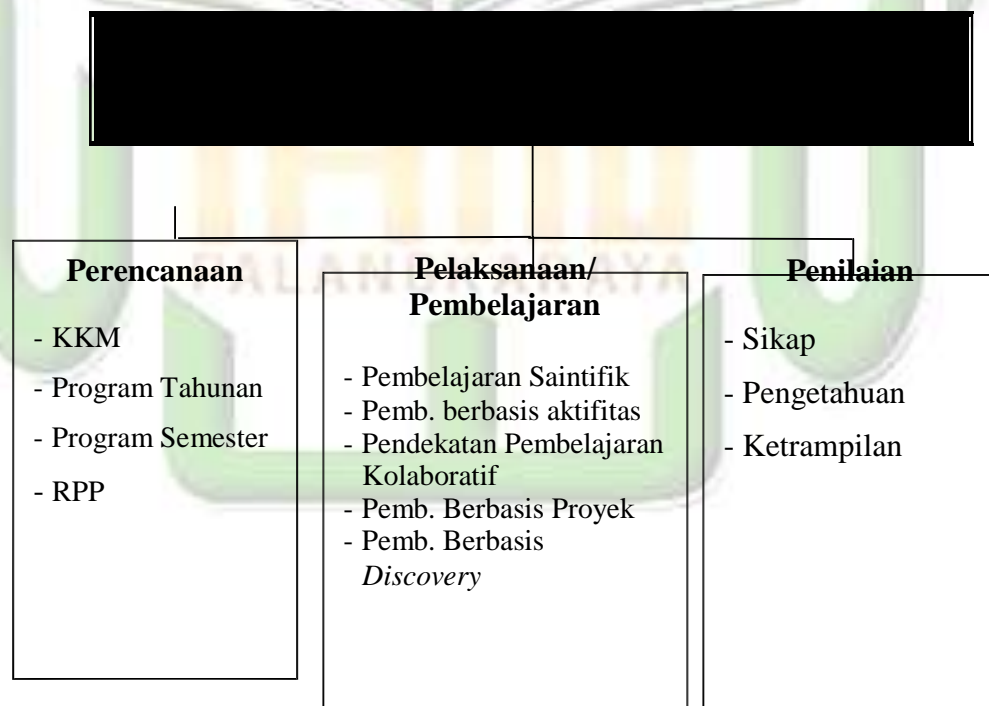 Perencanaan
- KKM
- Program Tahunan
- Program Semester
- RPP
Pelaksanaan/
Pembelajaran
- Pembelajaran Saintifik
- Pemb. berbasis aktifitas
- Pendekatan Pembelajaran
Kolaboratif
- Pemb. Berbasis Proyek
- Pemb. Berbasis
Discovery
Penilaian
- Sikap
- Pengetahuan
- Ketrampilan
PALANGKARAYA